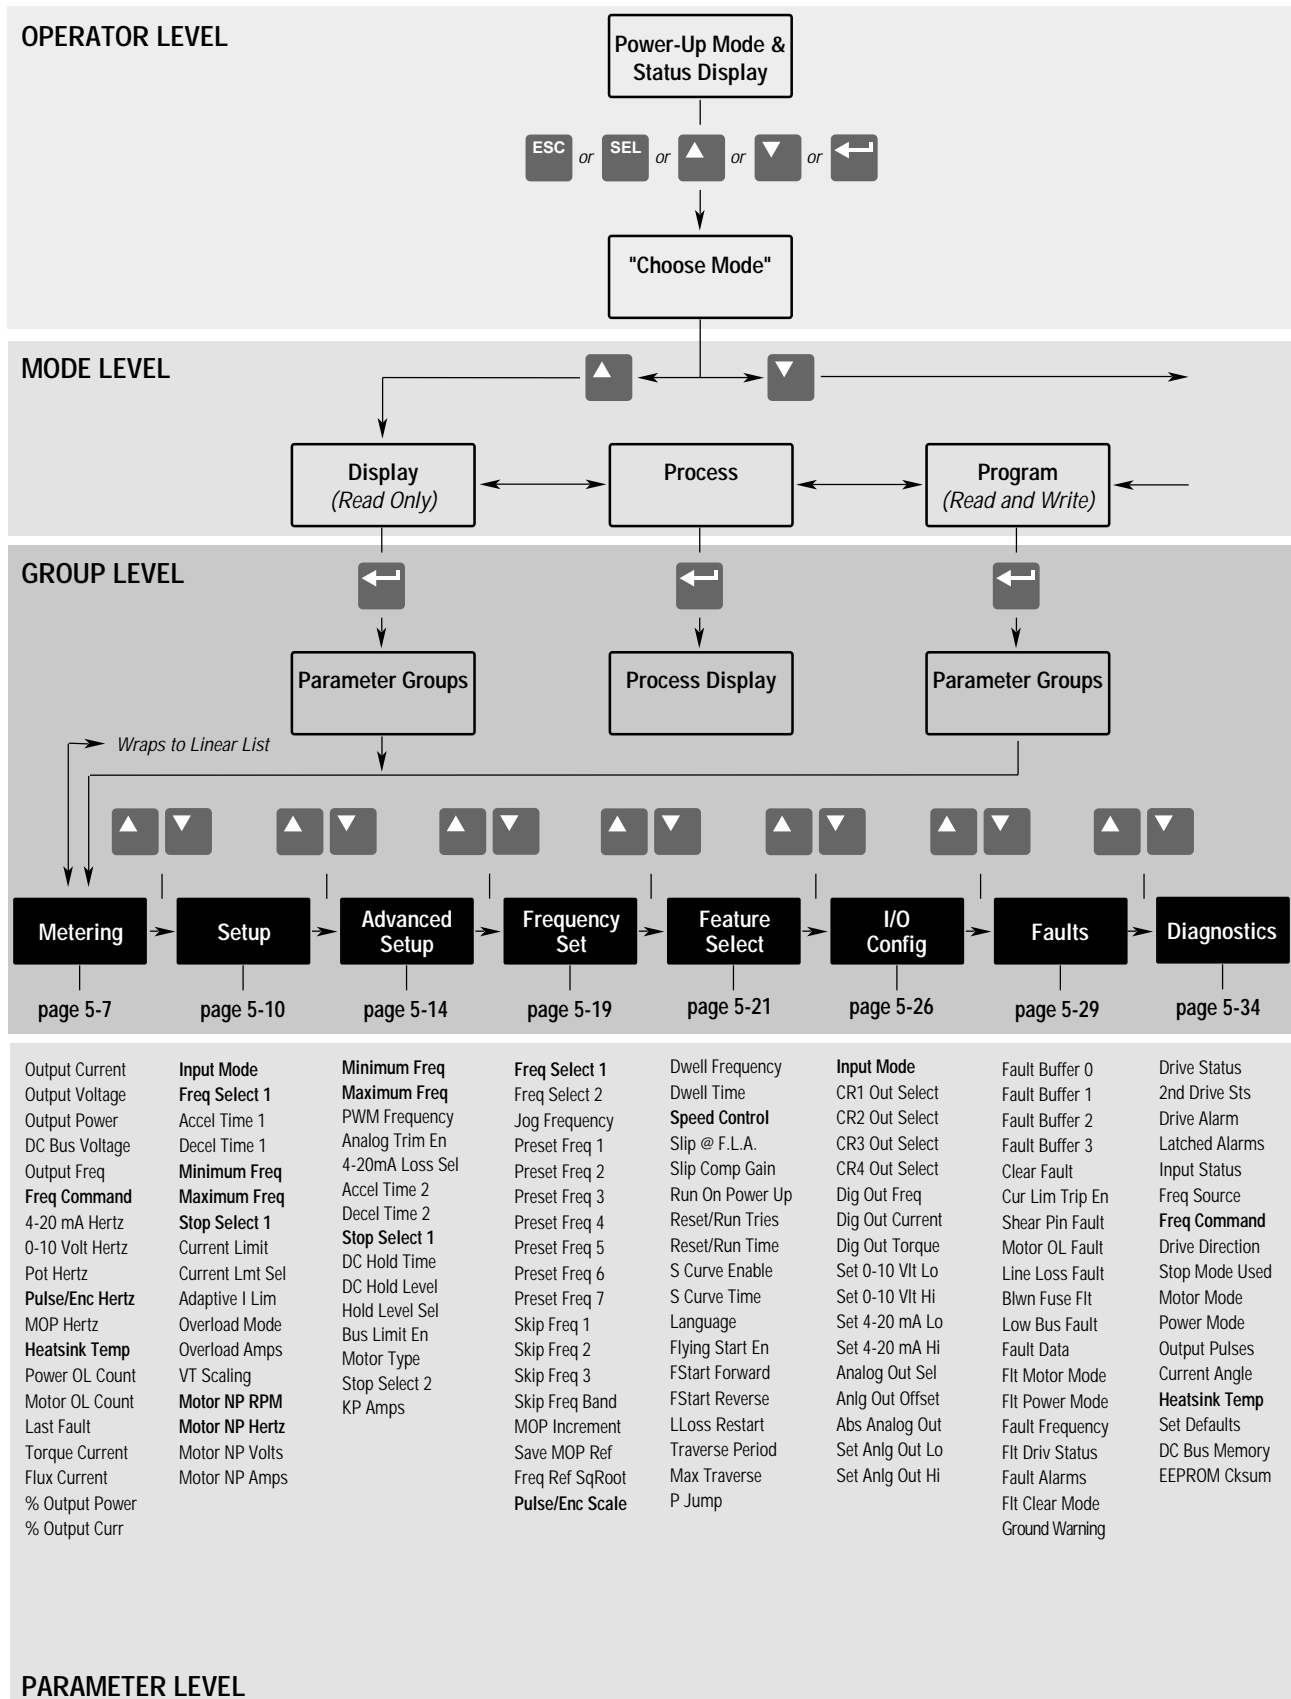 OPERATOR LEVEL
Power-Up Mode &
Status Display
ESC or SEL or or or
"Choose Mode"
MODE LEVEL
Display
(Read Only)
Process
Program
(Read and Write)
GROUP LEVEL
Parameter Groups
Process Display
Parameter Groups
Wraps to Linear List
Metering
Setup
Advanced
Setup
Frequency
Set
Feature
Select
I/O
Config
Faults
Diagnostics
page 5-7
page 5-10
page 5-14
page 5-19
page 5-21
page 5-26
page 5-29
page 5-34
Output Current
Output Voltage
Output Power
DC Bus Voltage
Output Freq
Freq Command
4-20 mA Hertz
0-10 Volt Hertz
Pot Hertz
Pulse/Enc Hertz
MOP Hertz
Heatsink Temp
Power OL Count
Motor OL Count
Last Fault
Torque Current
Flux Current
% Output Power
% Output Curr
Input Mode
Freq Select 1
Accel Time 1
Decel Time 1
Minimum Freq
Maximum Freq
Stop Select 1
Current Limit
Current Lmt Sel
Adaptive I Lim
Overload Mode
Overload Amps
VT Scaling
Motor NP RPM
Motor NP Hertz
Motor NP Volts
Motor NP Amps
Minimum Freq
Maximum Freq
PWM Frequency
Analog Trim En
4-20mA Loss Sel
Accel Time 2
Decel Time 2
Stop Select 1
DC Hold Time
DC Hold Level
Hold Level Sel
Bus Limit En
Motor Type
Stop Select 2
KP Amps
Freq Select 1
Freq Select 2
Jog Frequency
Preset Freq 1
Preset Freq 2
Preset Freq 3
Preset Freq 4
Preset Freq 5
Preset Freq 6
Preset Freq 7
Skip Freq 1
Skip Freq 2
Skip Freq 3
Skip Freq Band
MOP Increment
Save MOP Ref
Freq Ref SqRoot
Pulse/Enc Scale
Dwell Frequency
Dwell Time
Speed Control
Slip @ F.L.A.
Slip Comp Gain
Run On Power Up
Reset/Run Tries
Reset/Run Time
S Curve Enable
S Curve Time
Language
Flying Start En
FStart Forward
FStart Reverse
LLoss Restart
Traverse Period
Max Traverse
P Jump
Input Mode
CR1 Out Select
CR2 Out Select
CR3 Out Select
CR4 Out Select
Dig Out Freq
Dig Out Current
Dig Out Torque
Set 0-10 Vlt Lo
Set 0-10 Vlt Hi
Set 4-20 mA Lo
Set 4-20 mA Hi
Analog Out Sel
Anlg Out Offset
Abs Analog Out
Set Anlg Out Lo
Set Anlg Out Hi
Fault Buffer 0
Fault Buffer 1
Fault Buffer 2
Fault Buffer 3
Clear Fault
Cur Lim Trip En
Shear Pin Fault
Motor OL Fault
Line Loss Fault
Blwn Fuse Flt
Low Bus Fault
Fault Data
Flt Motor Mode
Flt Power Mode
Fault Frequency
Flt Driv Status
Fault Alarms
Flt Clear Mode
Ground Warning
Drive Status
2nd Drive Sts
Drive Alarm
Latched Alarms
Input Status
Freq Source
Freq Command
Drive Direction
Stop Mode Used
Motor Mode
Power Mode
Output Pulses
Current Angle
Heatsink Temp
Set Defaults
DC Bus Memory
EEPROM Cksum
PARAMETER LEVEL